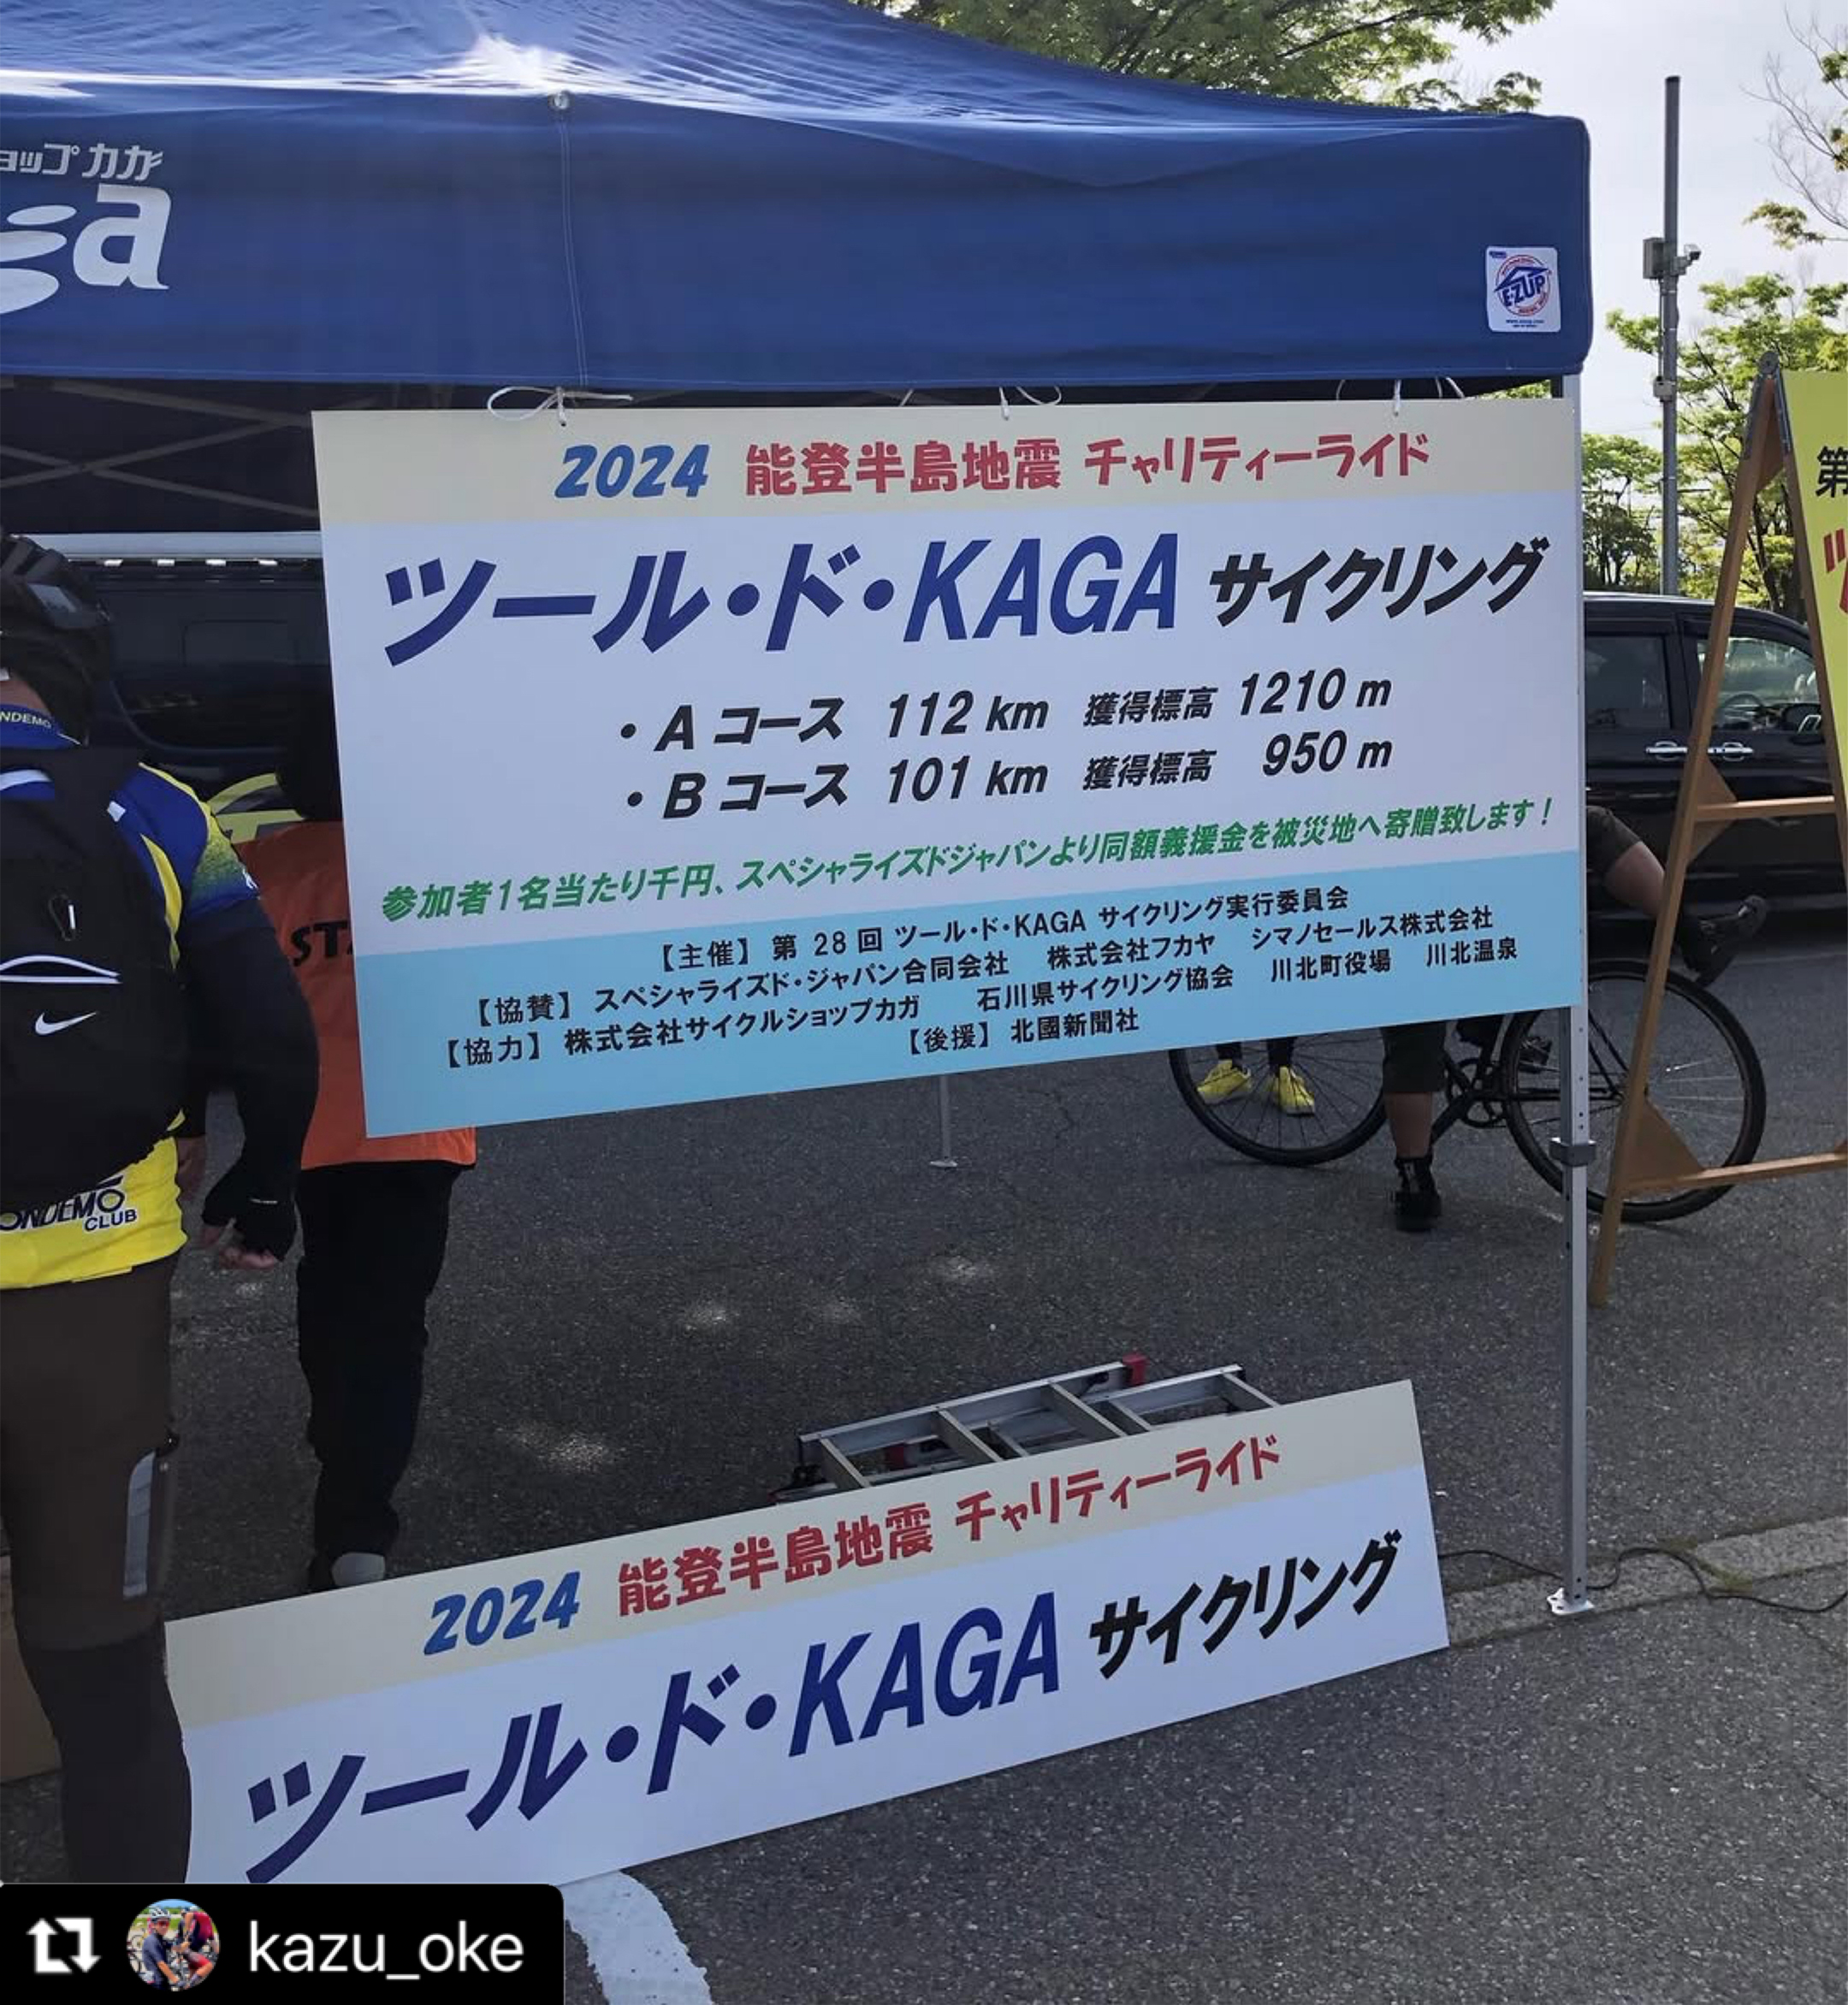 ョップカガ
a
E-ZUP
2024 能登半島地震 チャリティーライド
ツール・ド・KAGA サイクリング
・A コース 112 km 獲得標高 1210 m
・B コース 101 km 獲得標高 950 m
参加者1名当たり千円、スペシャライズドジャパンより同額義援金を被災地へ寄贈致します!
【主催】 第 28 回 ツール・ド・KAGA サイクリング実行委員会
【協賛】 スペシャライズド・ジャパン合同会社 株式会社フカヤ シマノセールス株式会社
【協力】 株式会社サイクルショップカガ 石川県サイクリング協会 川北町役場 川北温泉
【後援】 北國新聞社
第
NDEMO
STA
ONDEMO
CLUB
2024 能登半島地震 チャリティーライド
ツール・ド・KAGA サイクリング
kazu_oke